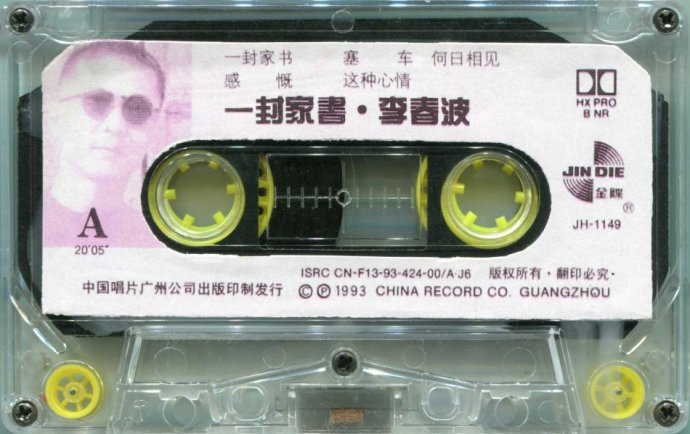 一封家书 塞 车 何日相见
感 慨 这种心情
一封家書·李春波
HX PRO
B NR
JIN DIE
金碟
®
JH-1149
A
20'05"
ISRC CN-F13-93-424-00/A·J6 版权所有·翻印必究·
中国唱片广州公司出版印制发行 © ℗ 1993 CHINA RECORD CO. GUANGZHOU